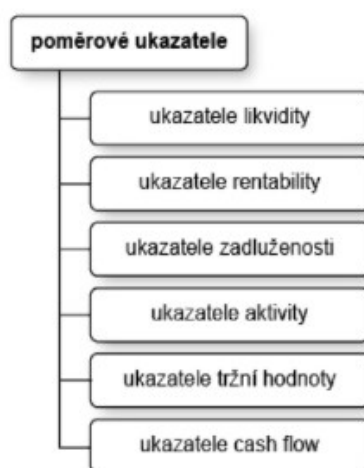 poměrové ukazatele
ukazatele likvidity
ukazatele rentability
ukazatele zadluženosti
ukazatele aktivity
ukazatele tržní hodnoty
ukazatele cash flow